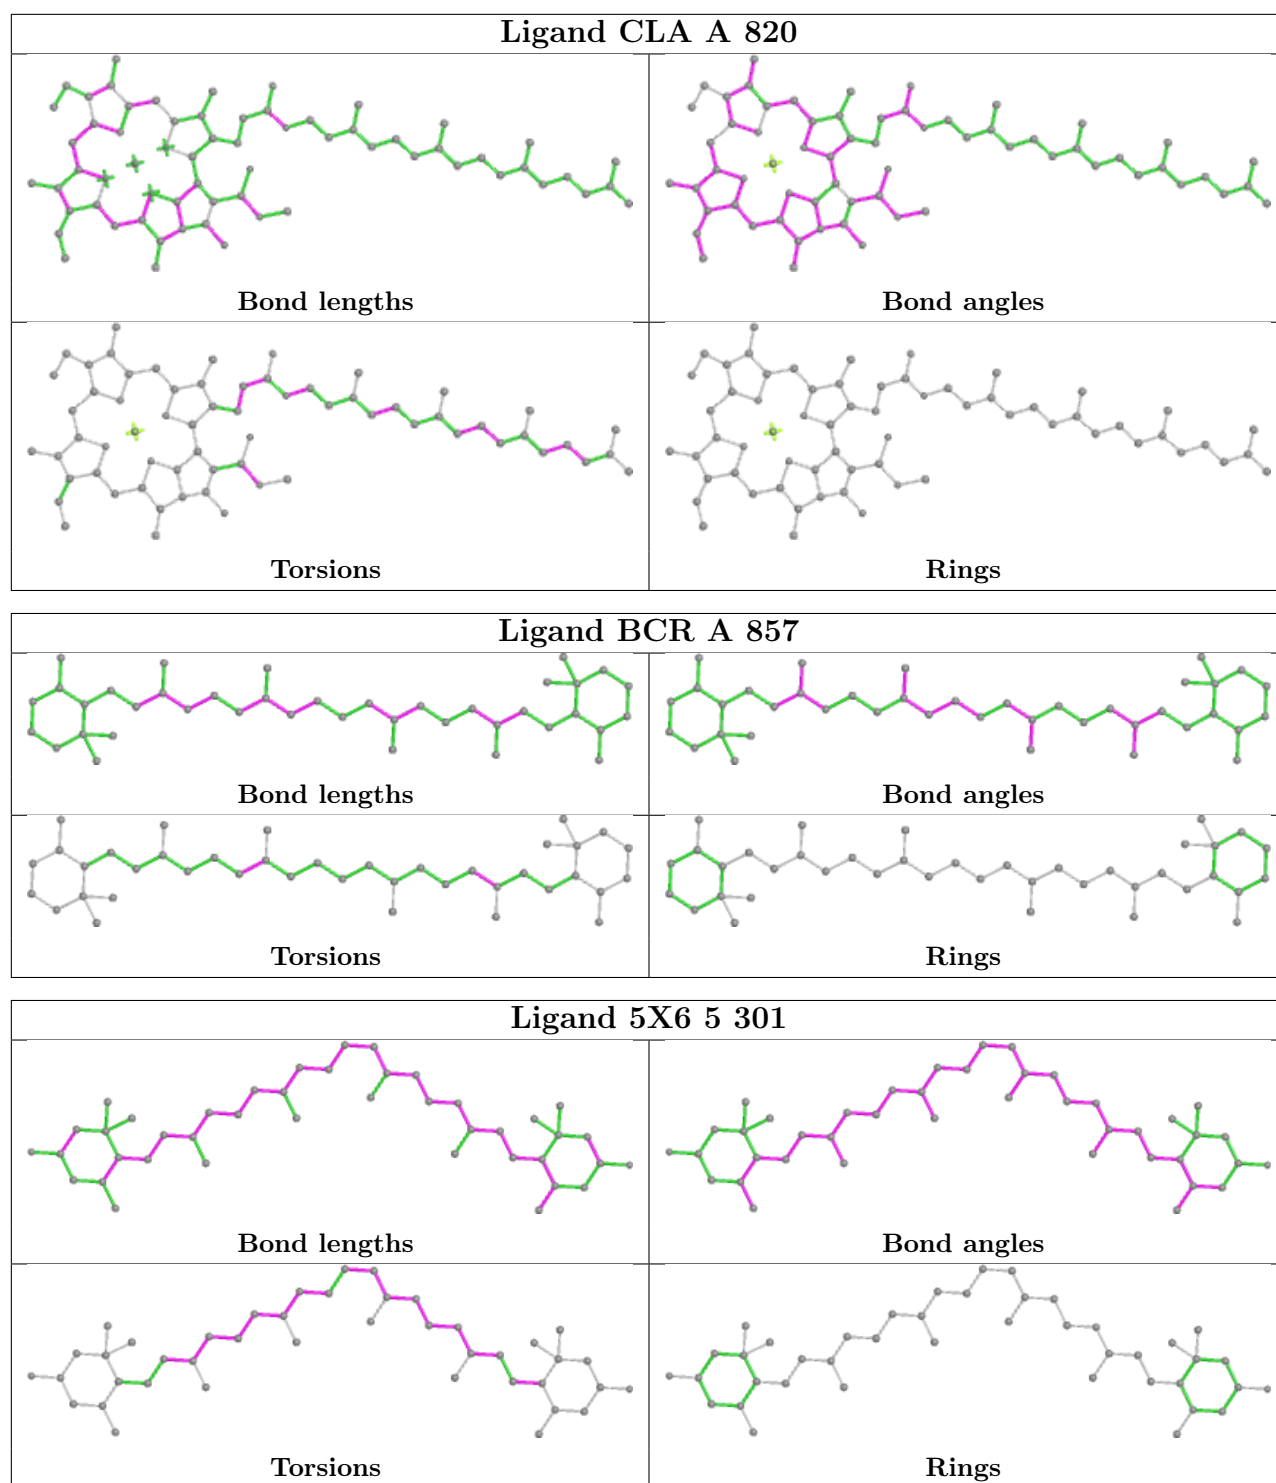 Ligand CLA A 820
Bond lengths
Bond angles
Torsions
Rings
Ligand BCR A 857
Bond lengths
Bond angles
Torsions
Rings
Ligand 5X6 5 301
Bond lengths
Bond angles
Torsions
Rings